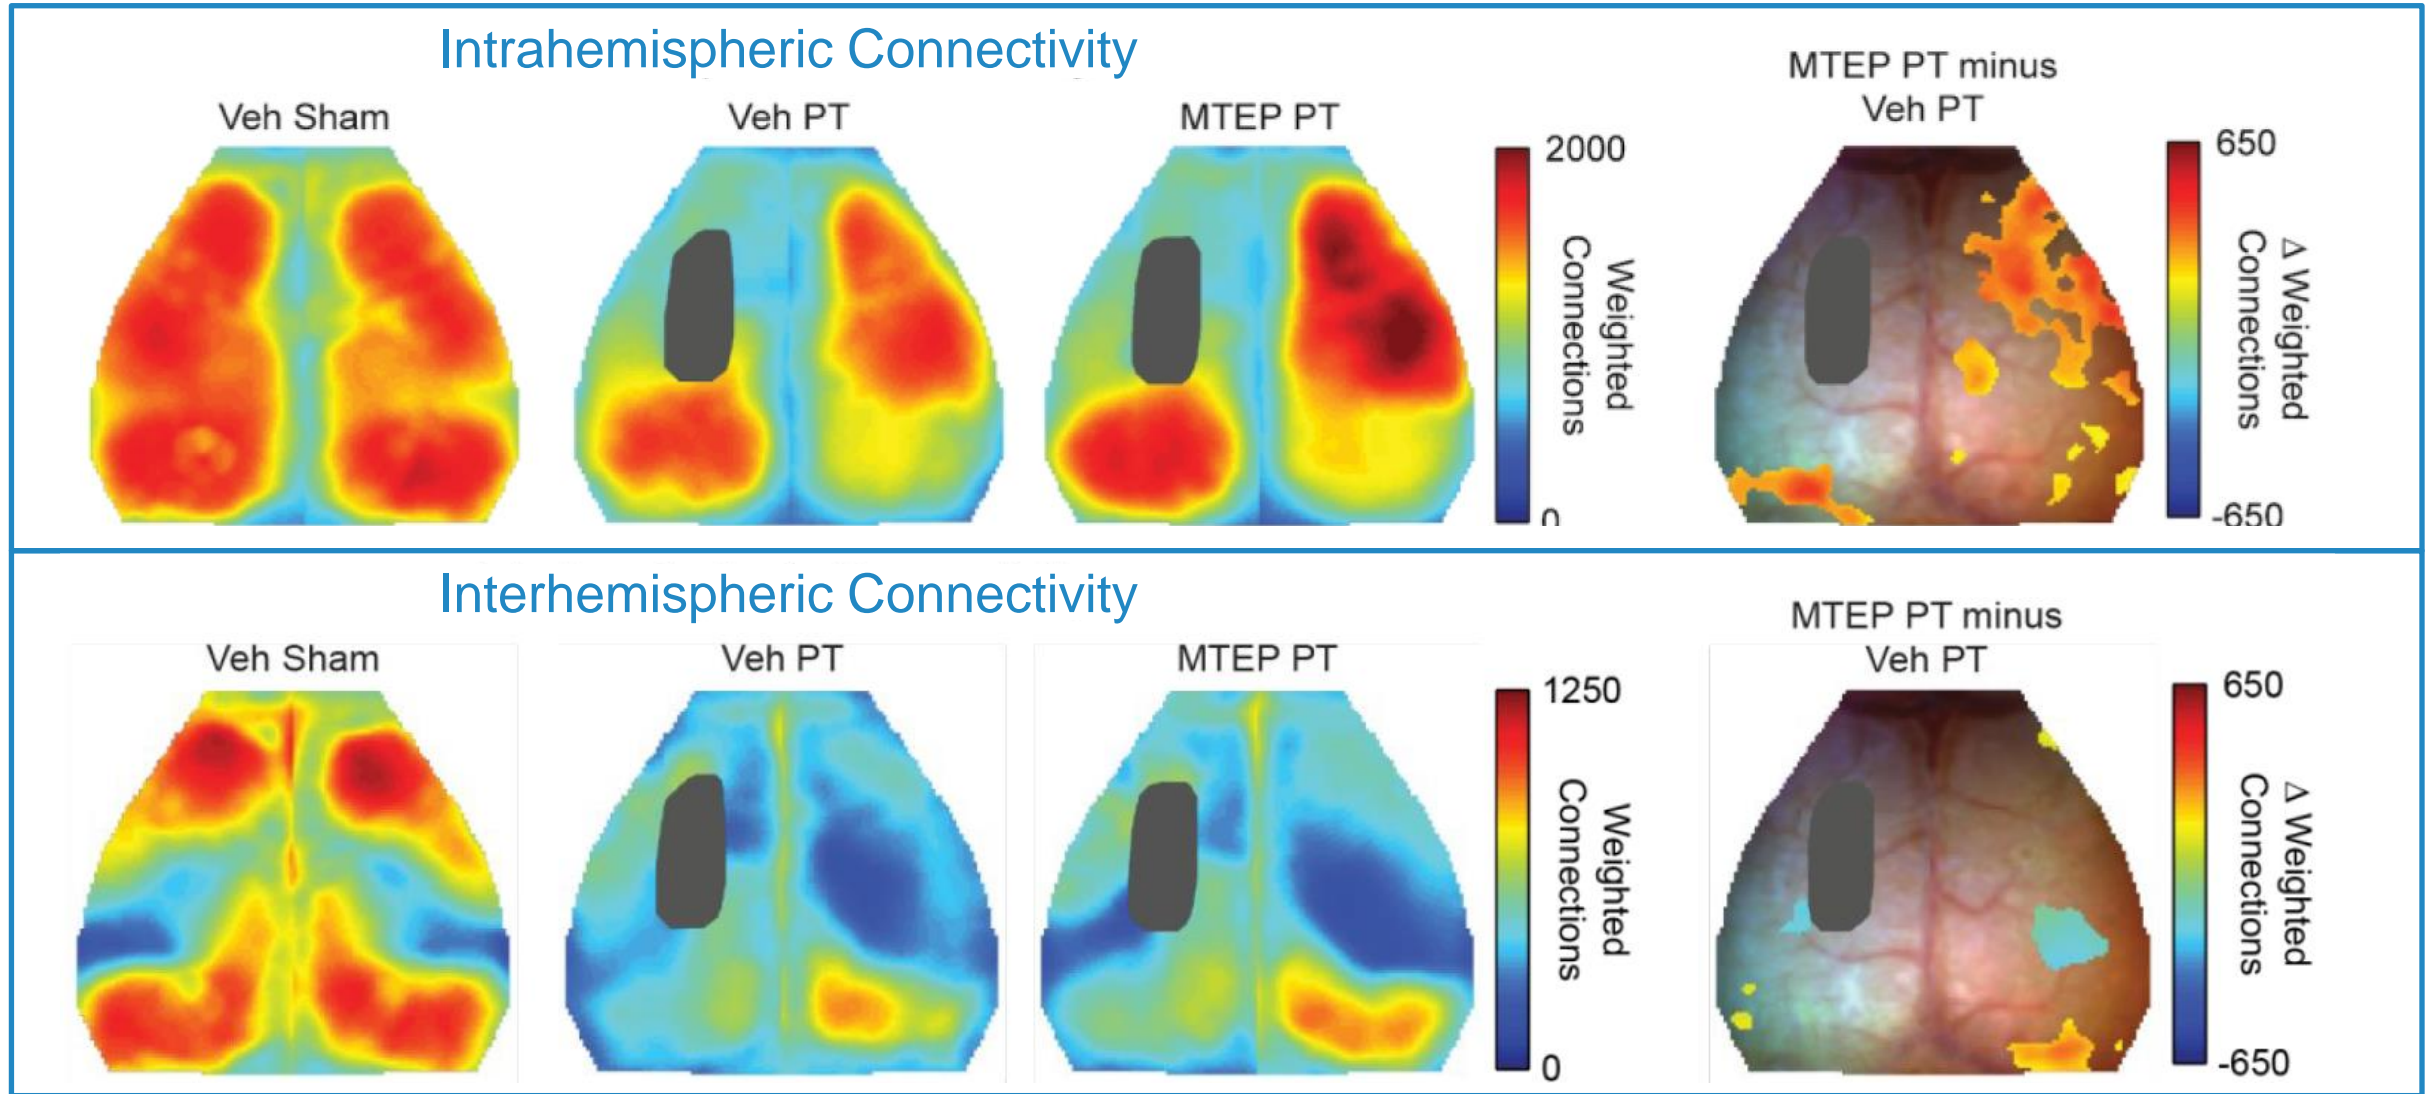 Intrahemispheric Connectivity
Veh Sham
Veh PT
MTEP PT
2000
0
Weighted
Connections
MTEP PT minus
Veh PT
650
-650
Δ Weighted
Connections
Interhemispheric Connectivity
Veh Sham
Veh PT
MTEP PT
1250
0
Weighted
Connections
MTEP PT minus
Veh PT
650
-650
Δ Weighted
Connections